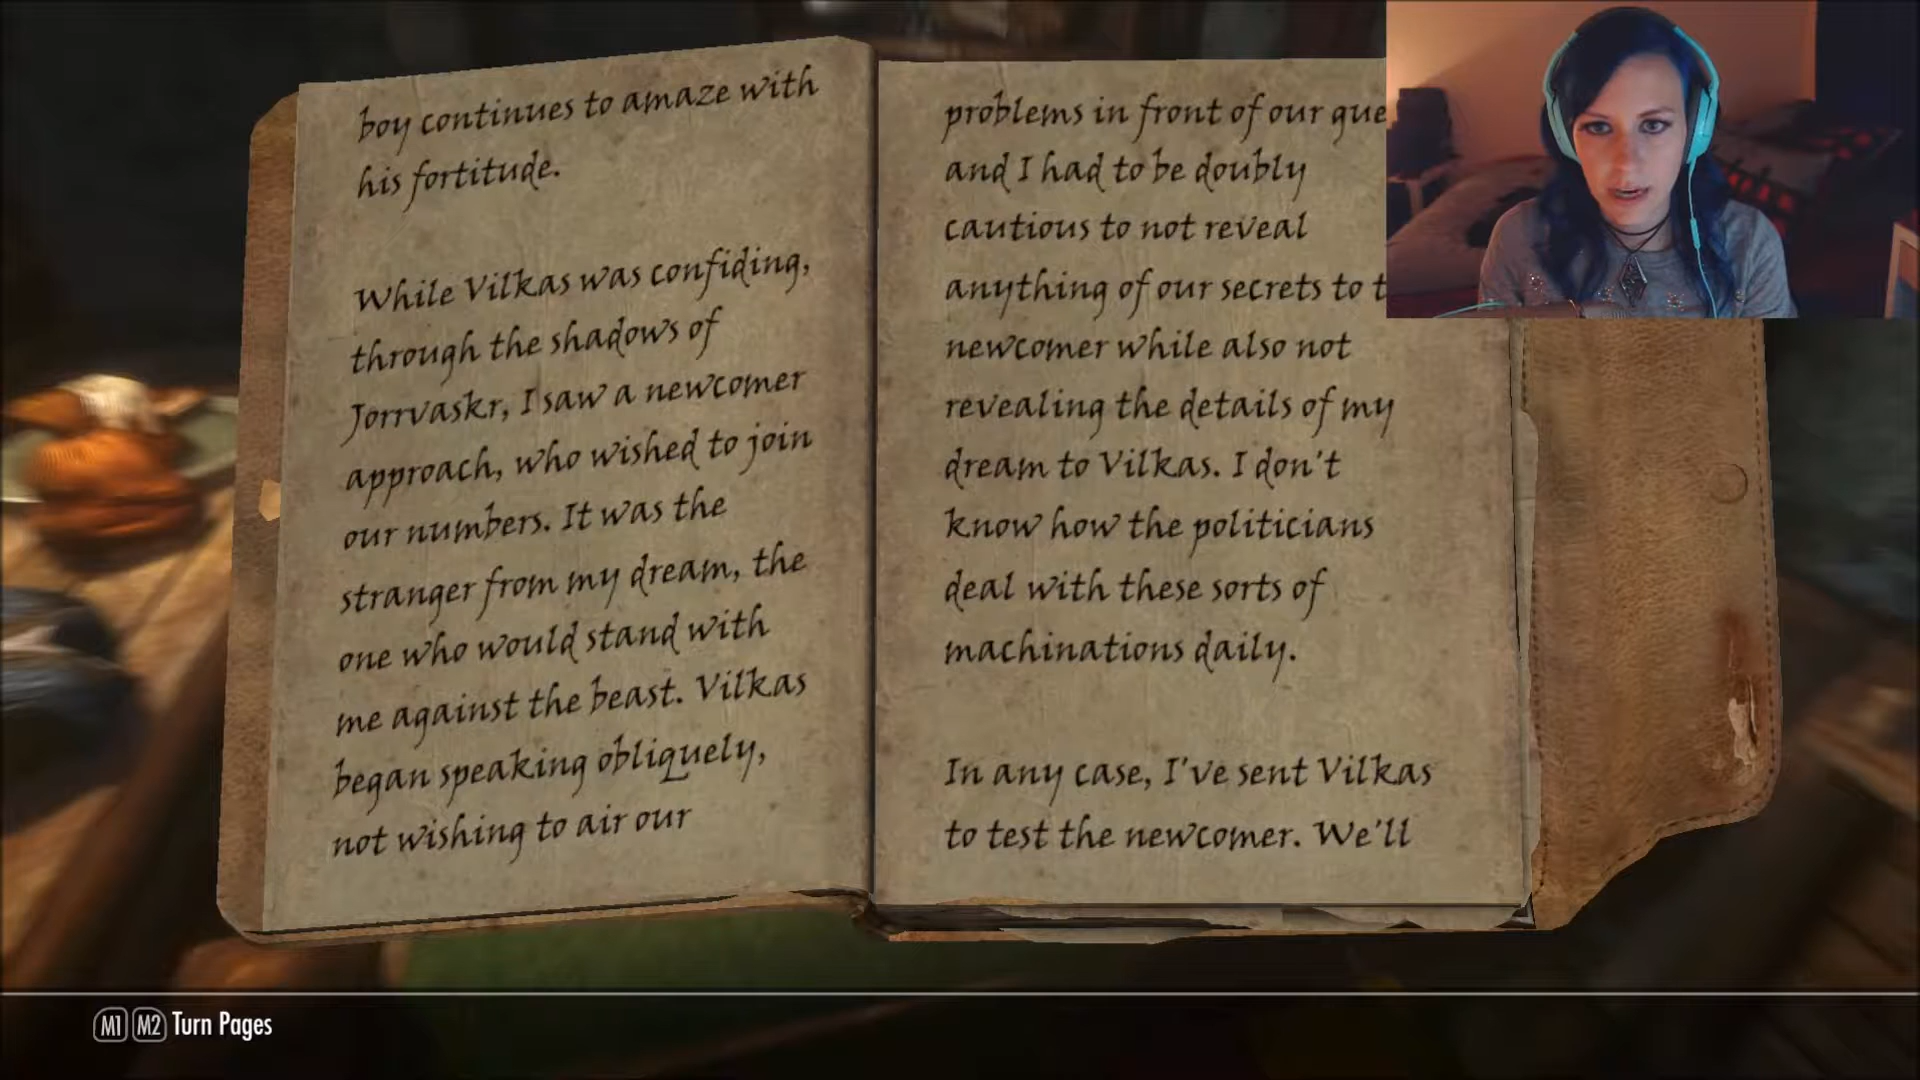 boy continues to amaze with
his fortitude.
While Vilkas was confiding,
through the shadows of
Jorrvaskr, I saw a newcomer
approach, who wished to join
our numbers. It was the
stranger from my dream, the
one who would stand with
me against the beast. Vilkas
began speaking obliquely,
not wishing to air our
problems in front of our
and I had to be doubly
cautious to not reveal
anything of our secrets to
newcomer while also not
revealing the details of my
dream to Vilkas. I don't
know how the politicians
deal with these sorts of
machinations daily.
In any case, I've sent Vilkas
to test the newcomer. We'll
M1 M2 Turn Pages